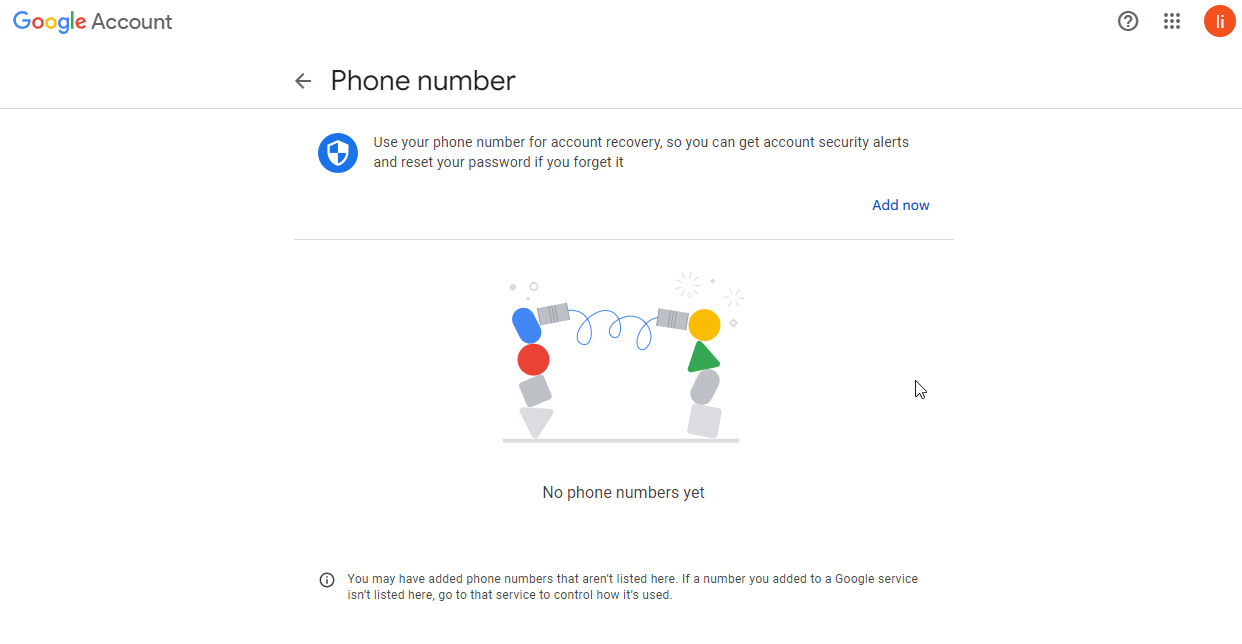 Google Account
li
Phone number
Use your phone number for account recovery, so you can get account security alerts
and reset your password if you forget it
Add now
No phone numbers yet
You may have added phone numbers that aren't listed here. If a number you added to a Google service
isn't listed here, go to that service to control how it's used.